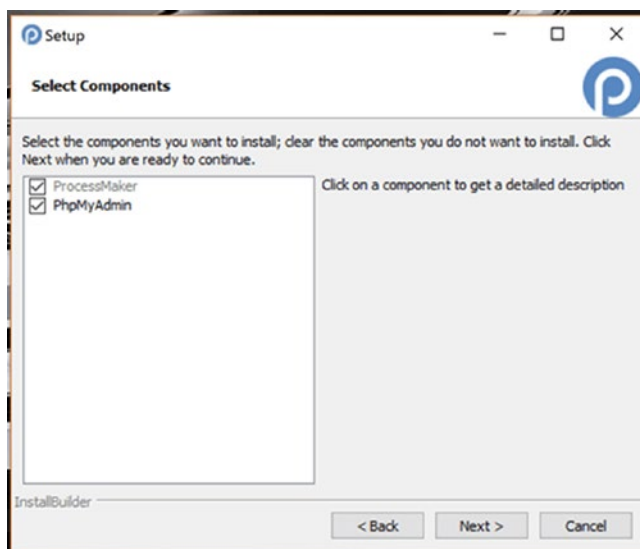 Setup
Select Components
Select the components you want to install; clear the components you do not want to install. Click
Next when you are ready to continue.
ProcessMaker
Click on a component to get a detailed description
PhpMyAdmin
InstallBuilder
< Back
Next >
Cancel